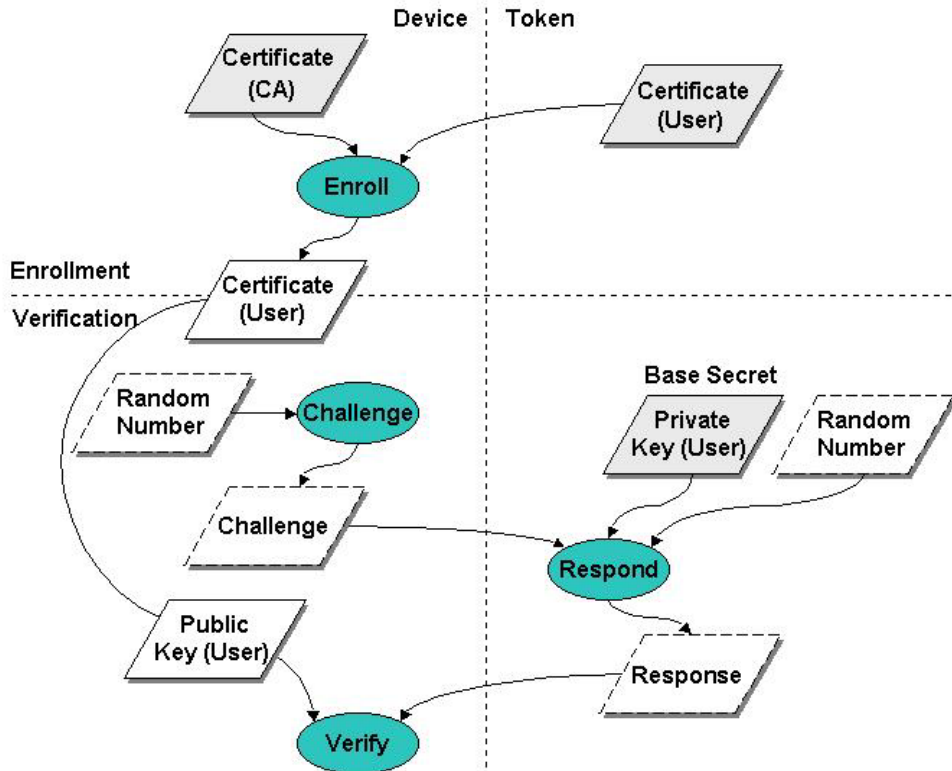 Device
Token
Certificate
(CA)
Certificate
(User)
Enroll
Enrollment
Certificate
(User)
Verification
Base Secret
Random
Number
Challenge
Private
Key (User)
Random
Number
Challenge
Respond
Public
Key (User)
Response
Verify